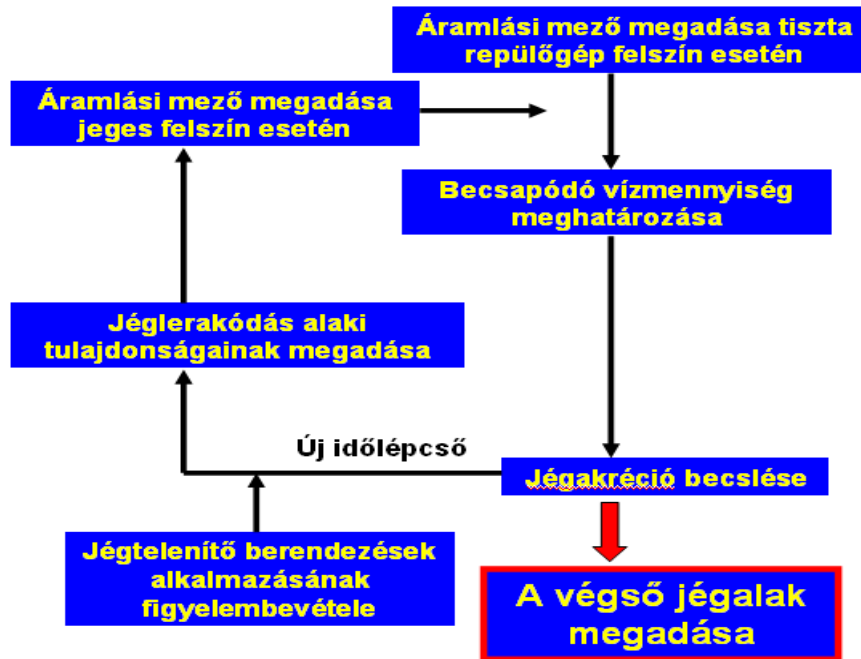 Áramlási mező megadása tiszta
repülőgép felszín esetén
Áramlási mező megadása
jeges felszín esetén
Becsapódó vízmennyiség
meghatározása
Jéglerakódás alaki
tulajdonságainak megadása
Új időlépcső
Jégakréció becslése
Jégtelenítő berendezések
alkalmazásának
figyelembevétele
A végső jégalak
megadása